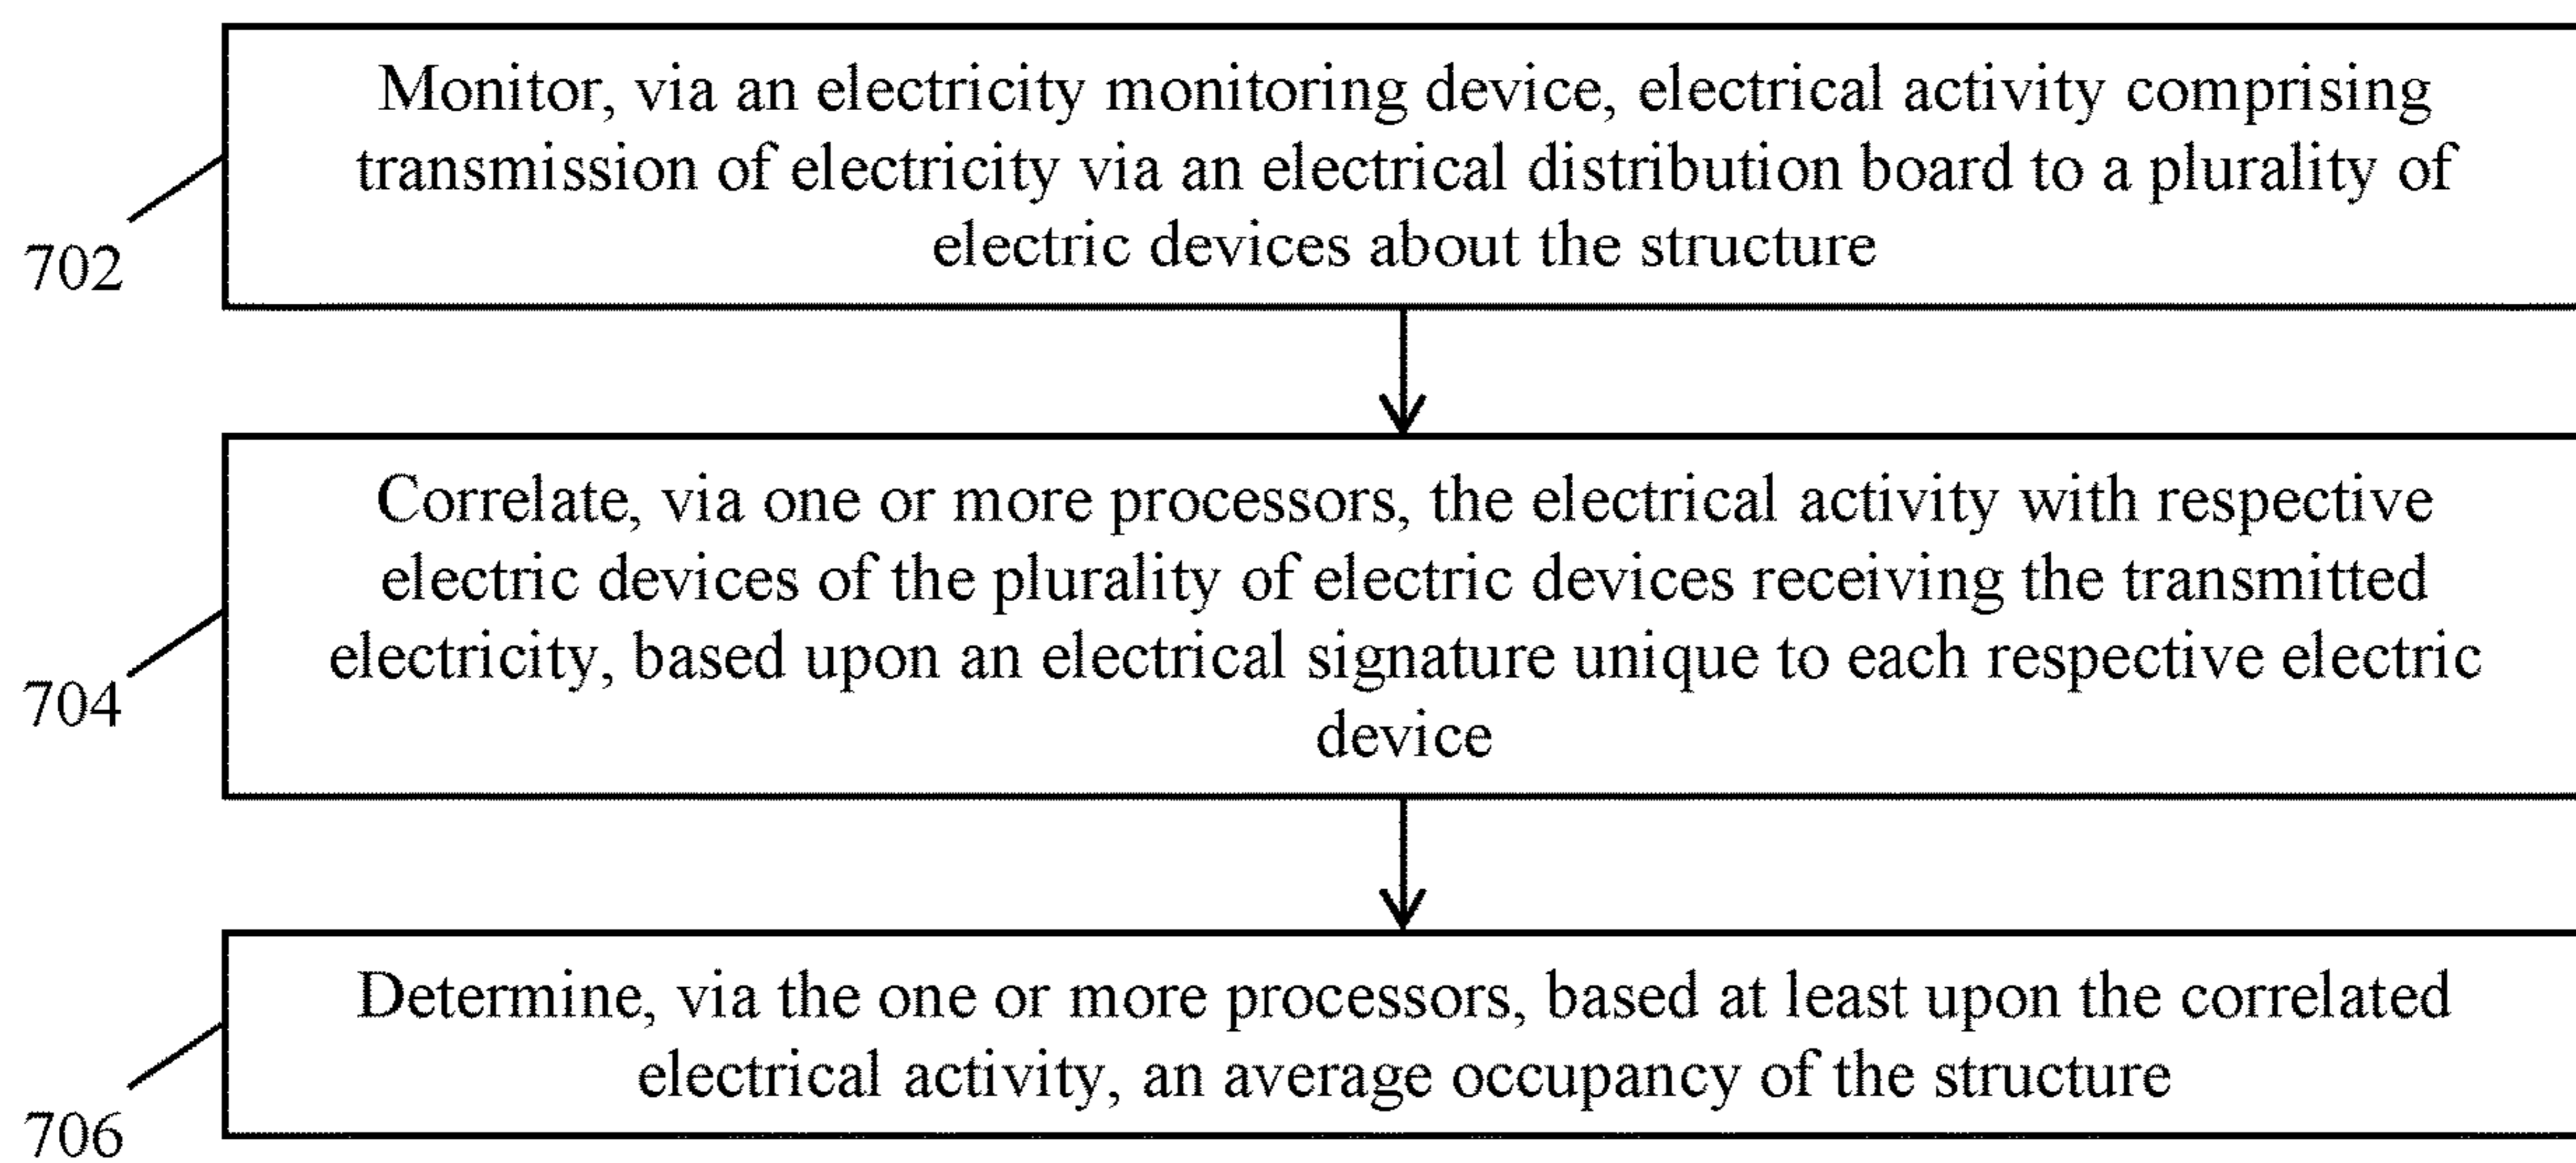 Monitor, via an electricity monitoring device, electrical activity comprising
transmission of electricity via an electrical distribution board to a plurality of
electric devices about the structure
702
Correlate, via one or more processors, the electrical activity with respective
electric devices of the plurality of electric devices receiving the transmitted
electricity, based upon an electrical signature unique to each respective electric
device
704
Determine, via the one or more processors, based at least upon the correlated
electrical activity, an average occupancy of the structure
706